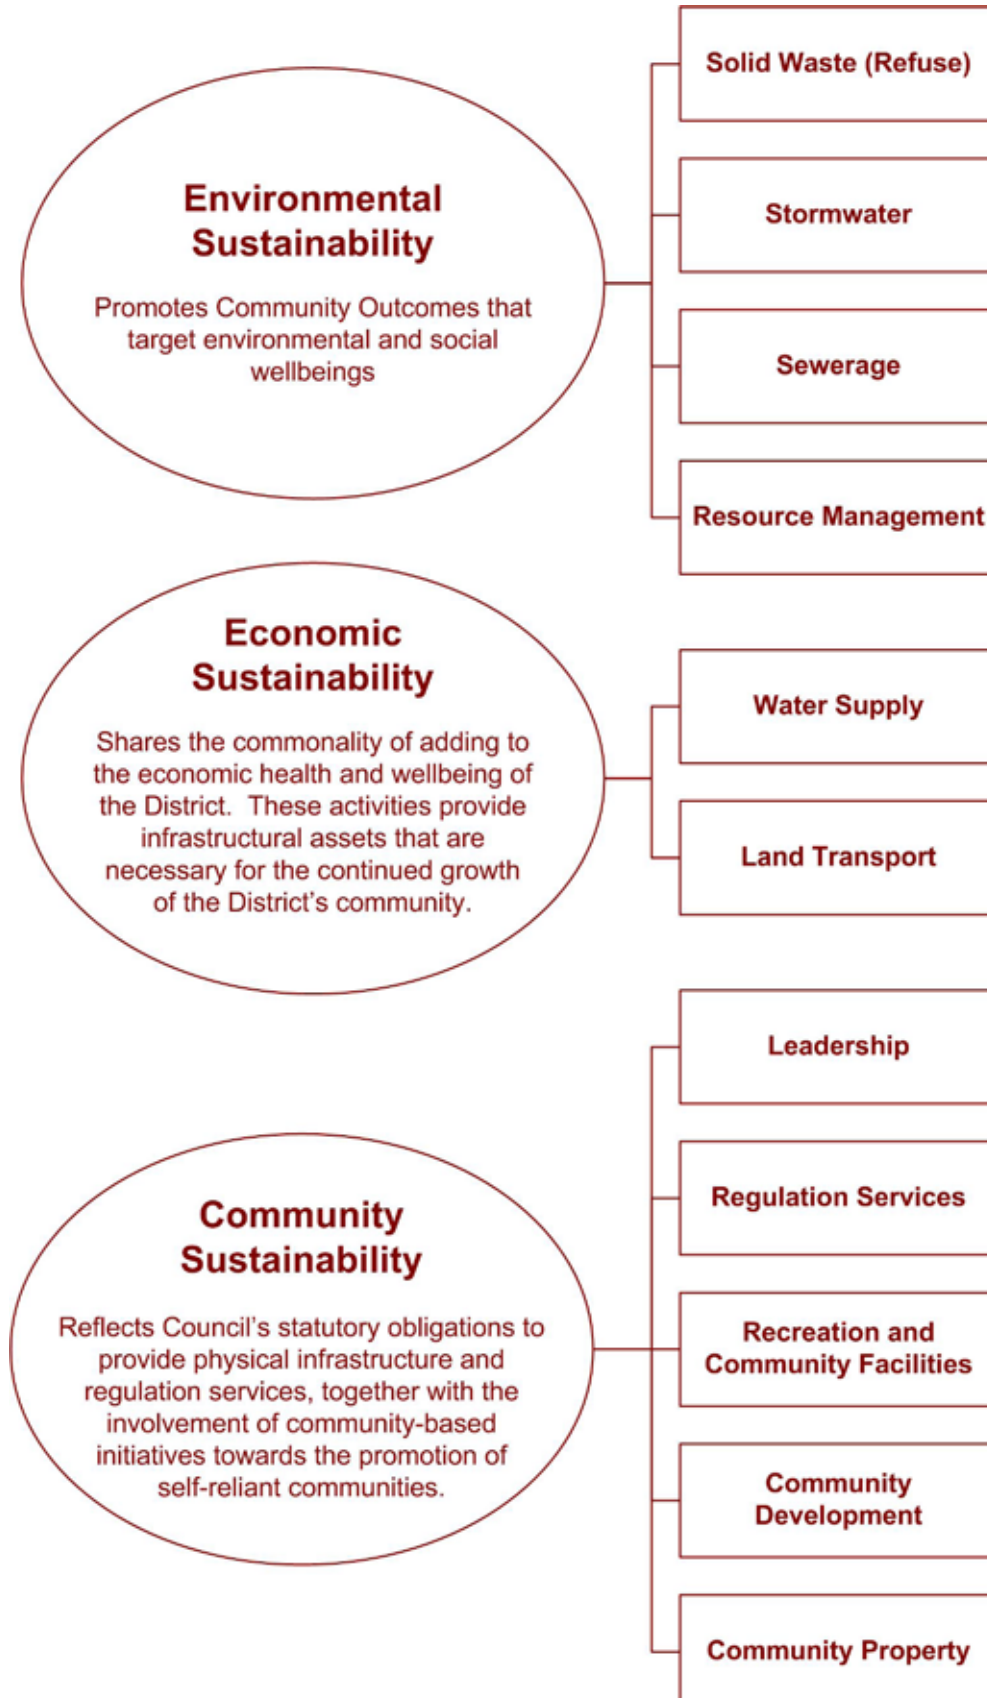 Environmental
Sustainability
Promotes Community Outcomes that
target environmental and social
wellbeings
Solid Waste (Refuse)
Stormwater
Sewerage
Resource Management
Economic
Sustainability
Shares the commonality of adding to
the economic health and wellbeing of
the District.  These activities provide
infrastructural assets that are
necessary for the continued growth
of the District's community.
Water Supply
Land Transport
Community
Sustainability
Reflects Council's statutory obligations to
provide physical infrastructure and
regulation services, together with the
involvement of community-based
initiatives towards the promotion of
self-reliant communities.
Leadership
Regulation Services
Recreation and
Community Facilities
Community
Development
Community Property